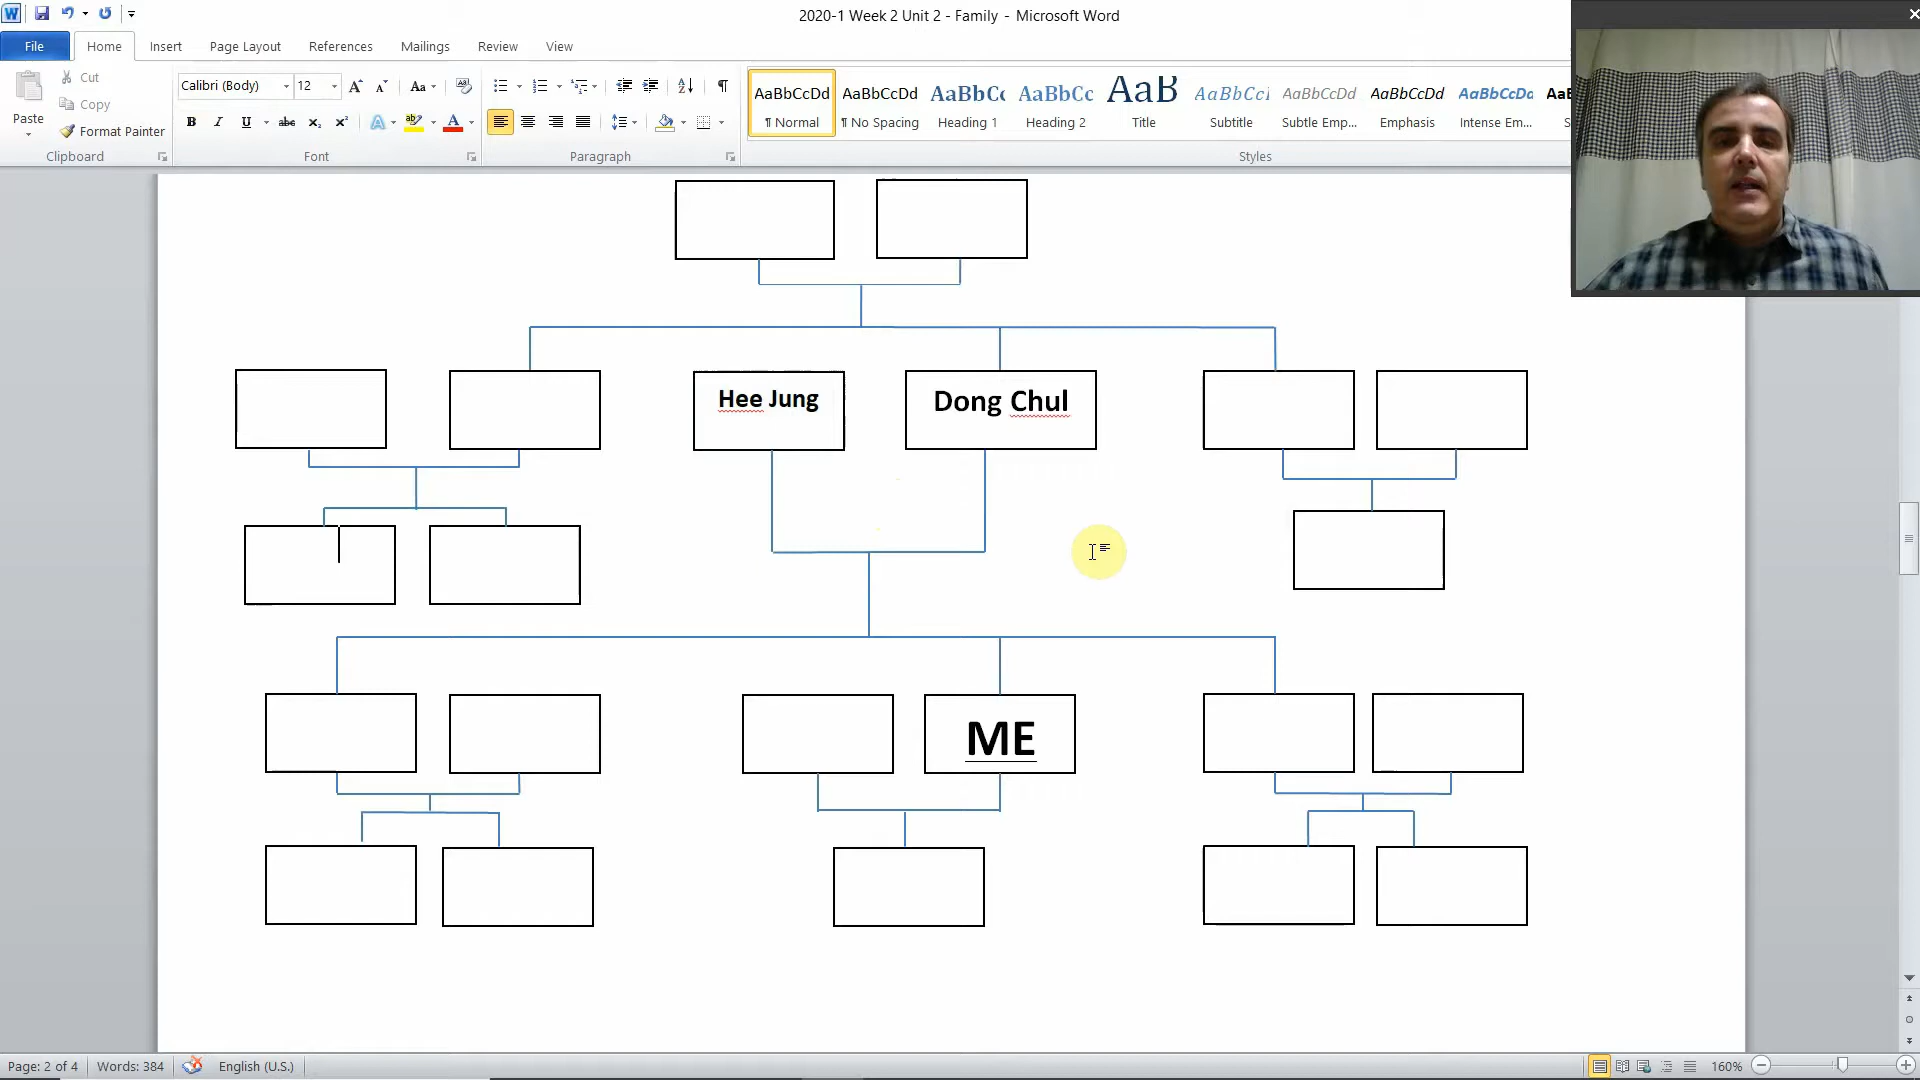 2020-1 Week 2 Unit 2 - Family - Microsoft Word
File Home Insert Page Layout References Mailings Review View
Paste
Cut
Copy
Format Painter
Clipboard
Calibri (Body) 12
Font
Paragraph
AaBbCcDd AaBbCcDd AaBbCc AaBbCc AaB AaBbCcI AaBbCcDd AaBbCcDd AaBbCcDd AaB
¶ Normal ¶ No Spacing Heading 1 Heading 2 Title Subtitle Subtle Emp... Emphasis Intense Em... S
Styles
Hee Jung Dong Chul
ME
Page: 2 of 4 Words: 384 English (U.S.) 160%